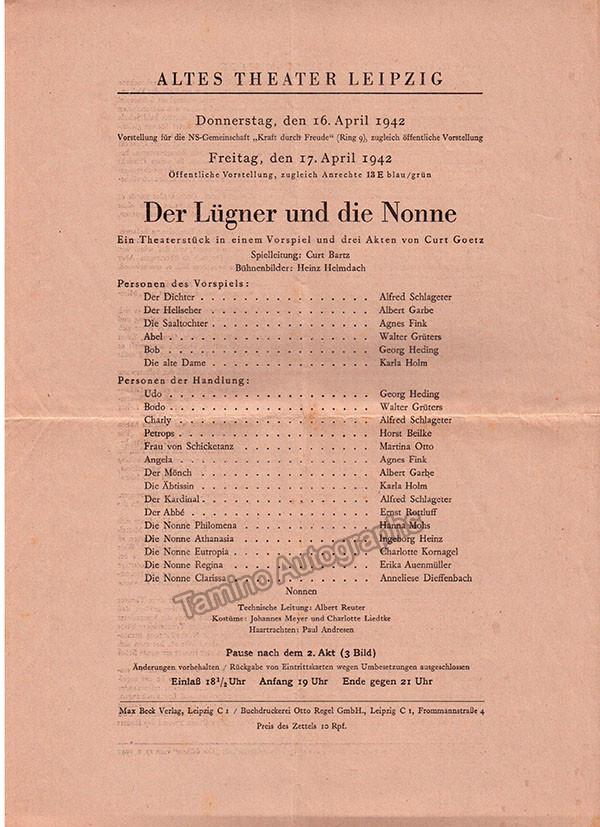 ALTES THEATER LEIPZIG
Donnerstag, den 16. April 1942
Vorstellung für die NS-Gemeinschaft „Kraft durch Freude“ (Ring 9), zugleich öffentliche Vorstellung
Freitag, den 17. April 1942
Öffentliche Vorstellung, zugleich Anrechte 13 E blau/grün
Der Lügner und die Nonne
Ein Theaterstück in einem Vorspiel und drei Akten von Curt Goetz
Spielleitung: Curt Bartz
Bühnenbilder: Heinz Helmdach
Personen des Vorspiels:
Der Dichter . . . . . . . . . . . . . . . . Alfred Schlageter
Der Hellseher . . . . . . . . . . . . . . . Albert Garbe
Die Saaltochter . . . . . . . . . . . . . . . Agnes Fink
Abel . . . . . . . . . . . . . . . . . . Walter Grüters
Bob . . . . . . . . . . . . . . . . . . Georg Heding
Die alte Dame . . . . . . . . . . . . . . . Karla Holm
Personen der Handlung:
Udo . . . . . . . . . . . . . . . . . . Georg Heding
Bodo . . . . . . . . . . . . . . . . . . Walter Grüters
Charly . . . . . . . . . . . . . . . . . Alfred Schlageter
Petrops . . . . . . . . . . . . . . . . . Horst Beilke
Frau von Schicketanz . . . . . . . . . . . . Martina Otto
Angela . . . . . . . . . . . . . . . . . Agnes Fink
Der Mönch . . . . . . . . . . . . . . . . Albert Garbe
Die Äbtissin . . . . . . . . . . . . . . . Karla Holm
Der Kardinal . . . . . . . . . . . . . . . Alfred Schlageter
Der Abbé . . . . . . . . . . . . . . . . Ernst Rottluff
Die Nonne Philomena . . . . . . . . . . . . Hanna Mohs
Die Nonne Athanasia . . . . . . . . . . . . Ingeborg Heinz
Die Nonne Eutropia . . . . . . . . . . . . . Charlotte Kornagel
Die Nonne Regina . . . . . . . . . . . . . Erika Auenmüller
Die Nonne Clarissa . . . . . . . . . . . . . Anneliese Dieffenbach
Nonnen
Technische Leitung: Albert Reuter
Kostüme: Johannes Meyer und Charlotte Liedtke
Haartrachten: Paul Andresen
Pause nach dem 2. Akt (3 Bild)
Änderungen vorbehalten / Rückgabe von Eintrittskarten wegen Umbesetzungen ausgeschlossen
Einlaß 18½ Uhr Anfang 19 Uhr Ende gegen 21 Uhr
Max Beck Verlag, Leipzig C 1 / Buchdruckerei Otto Regel GmbH., Leipzig C 1, Frommannstraße 4
Preis des Zettels 10 Rpf.
Tamino Autographs